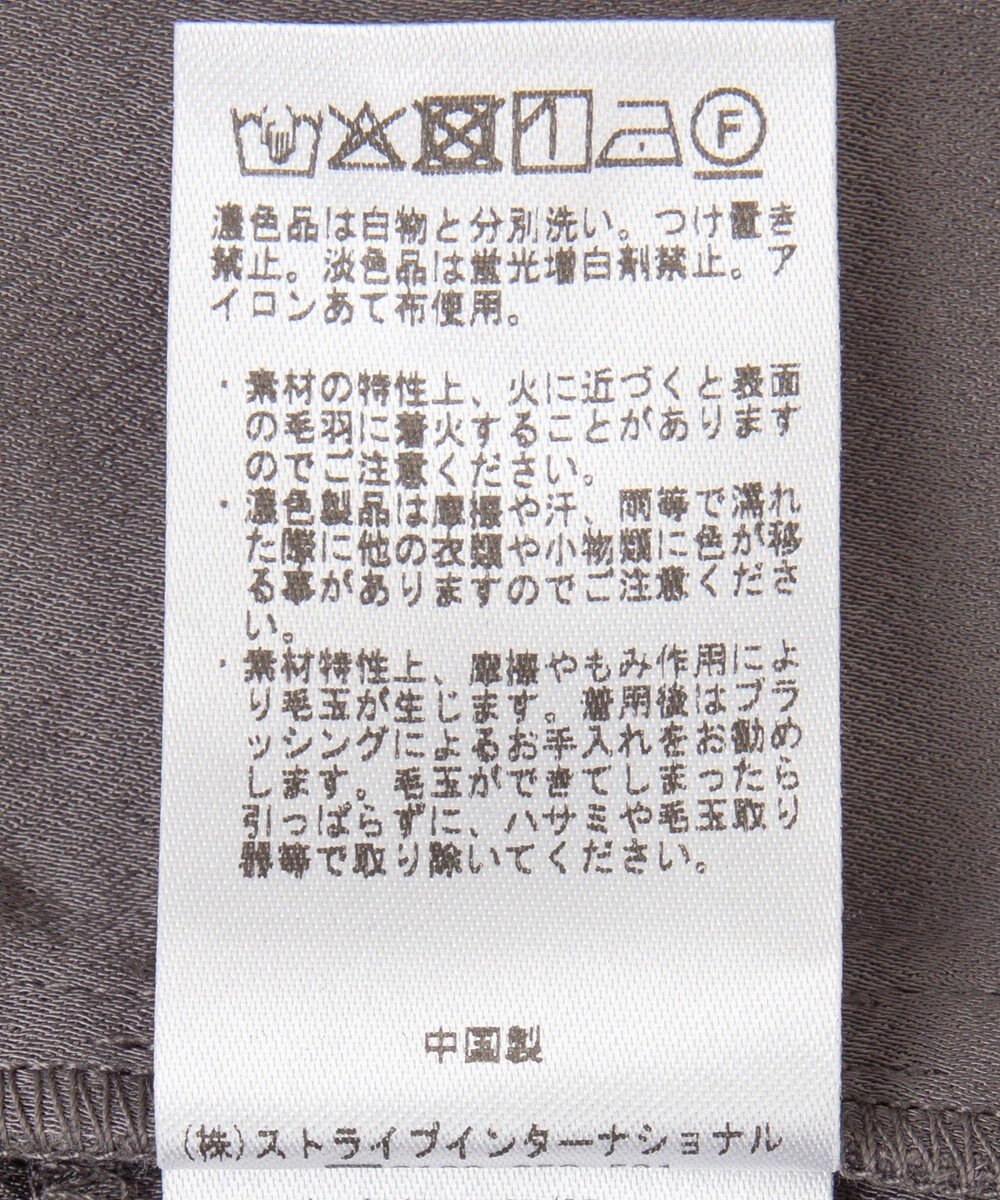 F
濃色品は白物と分別洗い。つけ置き
禁止。淡色品は蛍光増白剤禁止。ア
イロンあて布使用。
・素材の特性上、火に近づくと表面
の毛羽に着火することがあります
のでご注意ください。
・濃色製品は摩擦や汗、雨等で濡れ
た際に他の衣類や小物類に色が移
る事がありますのでご注意くださ
い。
・素材特性上、摩擦やもみ作用によ
り毛玉が生じます。着用後はブラ
ッシングによるお手入れをお勧め
します。毛玉ができてしまったら
引っぱらずに、ハサミや毛玉取り
器等で取り除いてください。
中国製
(株)ストライプインターナショナル